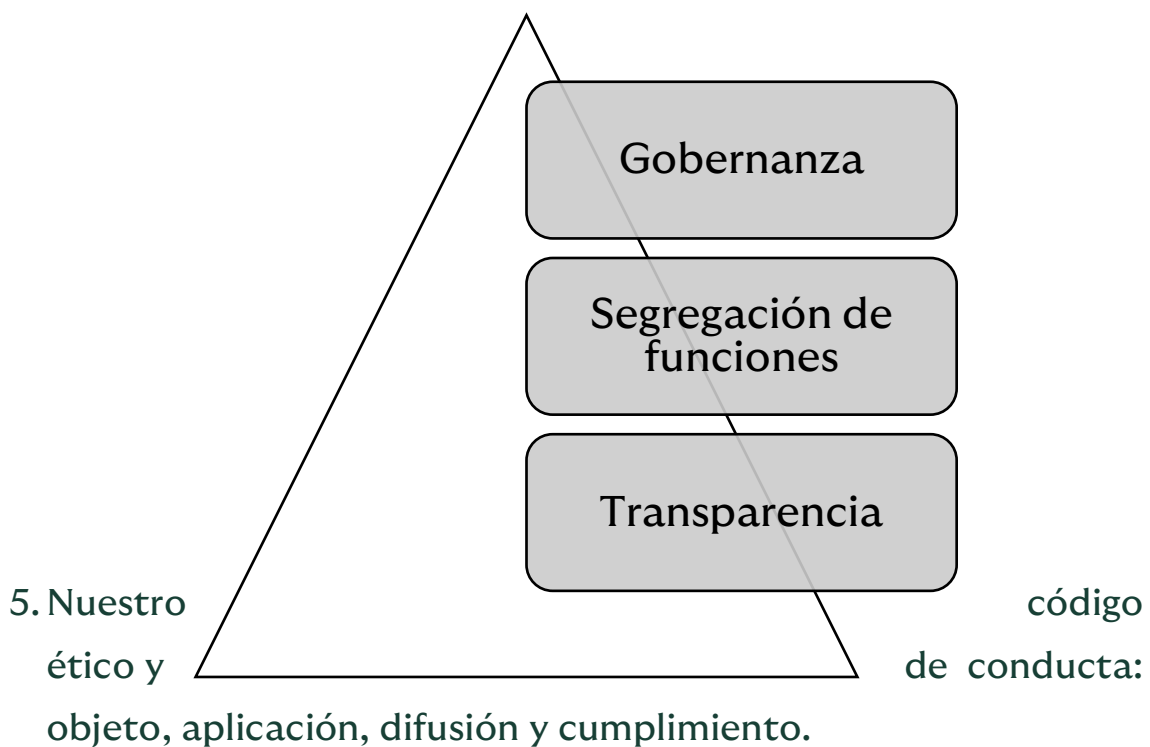 Gobernanza
Segregación de
funciones
Transparencia
5. Nuestro código
ético y de conducta:
objeto, aplicación, difusión y cumplimiento.